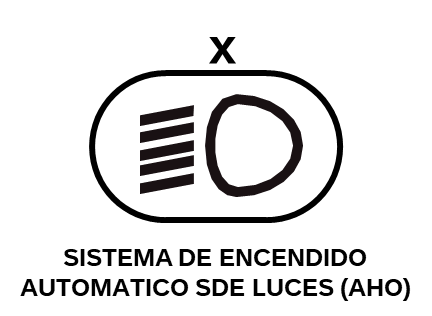 X
SISTEMA DE ENCENDIDO
AUTOMATICO SDE LUCES (AHO)